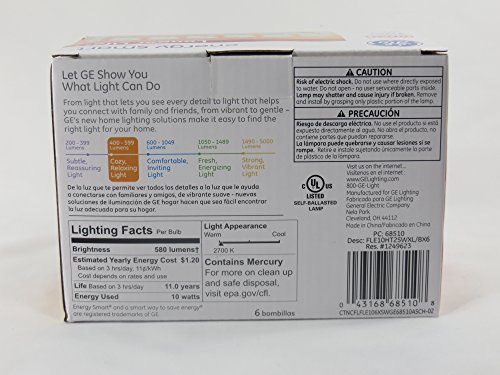 energy smart
Let GE Show You
What Light Can Do
From light that lets you see every detail to light that helps
you connect with family and friends, from vibrant to gentle –
GE's new home lighting solutions make it easy to find the
right light for your home.
200 - 399 Lumens 400 - 599 Lumens 600 - 1049 Lumens 1050 - 1489 Lumens 1490 - 5000 Lumens
Subtle, Reassuring Light
Cozy, Relaxing Light
Comfortable, Inviting Light
Fresh, Energizing Light
Strong, Vibrant Light
De la luz que te permite ver todos los detalles a la luz que te ayuda
a conectarse con familiares y amigos, de vibrante suave - nuevas
soluciones de iluminación de GE hogar hacen que sea fácil encontrar
la luz adecuada para su hogar.
Lighting Facts Per Bulb
Brightness 580 lumens†
Estimated Yearly Energy Cost $1.20
Based on 3 hrs/day, 11¢/kWh
Cost depends on rates and use
Life Based on 3 hrs/day 11.0 years
Energy Used 10 watts
Light Appearance
Warm Cool
2700 K
Contains Mercury
For more on clean up
and safe disposal,
visit epa.gov/cfl.
Energy Smart® and a smart way to save energy®
are registered trademarks of GE.
6 bombillas
CAUTION
Risk of electric shock. Do not use where directly exposed
to water. Do not open - no user serviceable parts inside.
Lamp may shatter and cause injury if broken. Remove
and install by grasping only plastic portion of the lamp.
PRECAUCIÓN
Riesgo de descarga eléctrica. No lo use donde quede
directamente expuesto al agua. No abra el producto, no
contiene partes que puedan repararse.
La lámpara puede quebrarse y causar lesiones si se
rompe. Retire e instale sujetando únicamente la parte
de plástico de la lámpara.
UL
LISTED
SELF-BALLASTED
LAMP
Visit us at
Visítenos en el internet
www.GELighting.com
800-GE-Light
Manufactured for GE Lighting
Fabricado para GE Lighting
General Electric Company
Nela Park
Cleveland, OH 44112
Made in China/Fabricado en China
PC: 68510
Desc: FLE10HT2SWXL/BX6
Res. #1249623
0 43168 68510 8
CTNCFLFLE106XSWGE68510ASCH-02